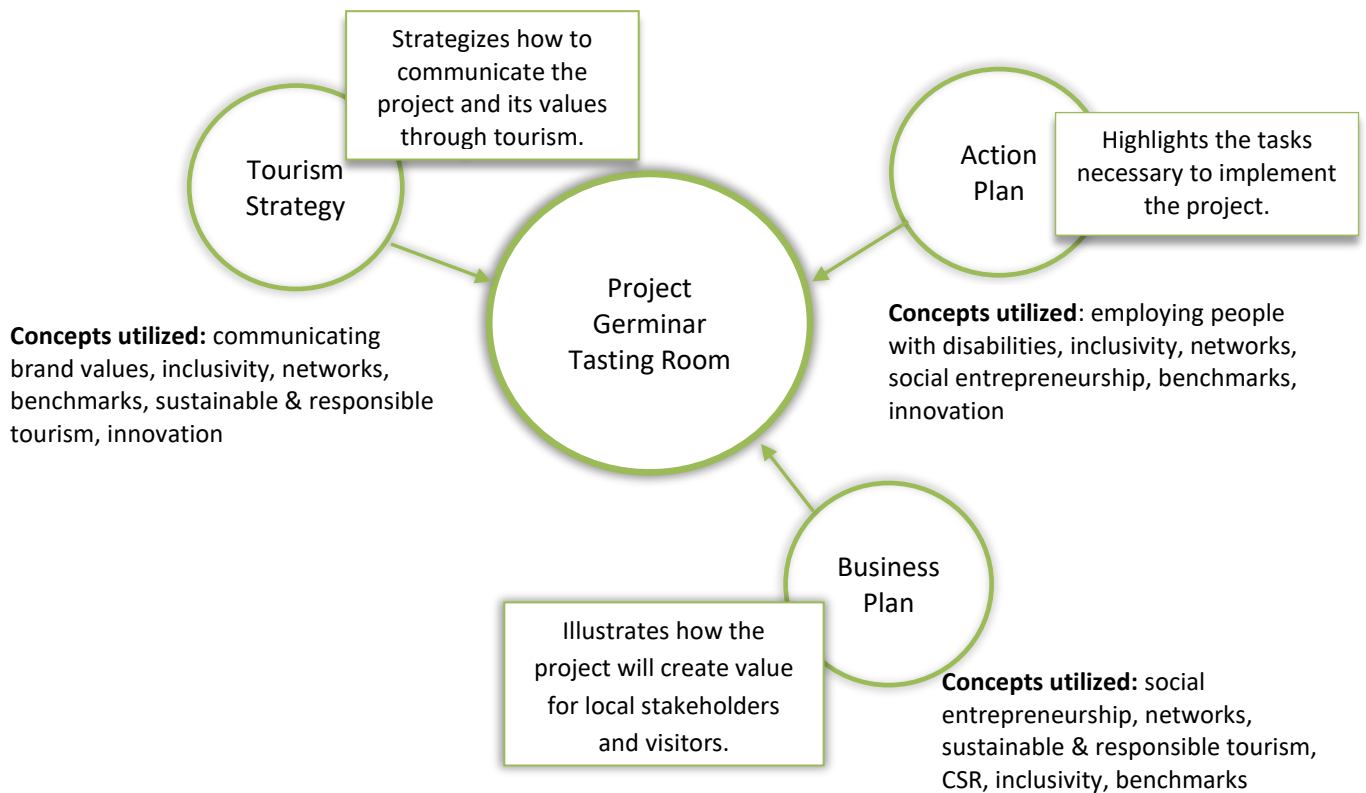 Strategizes how to
communicate the
project and its values
through tourism.
Tourism
Strategy
Concepts utilized: communicating
brand values, inclusivity, networks,
benchmarks, sustainable & responsible
tourism, innovation
Project
Germinar
Tasting Room
Action
Plan
Highlights the tasks
necessary to implement
the project.
Concepts utilized: employing people
with disabilities, inclusivity, networks,
social entrepreneurship, benchmarks,
innovation
Business
Plan
Illustrates how the
project will create value
for local stakeholders
and visitors.
Concepts utilized: social
entrepreneurship, networks,
sustainable & responsible tourism,
CSR, inclusivity, benchmarks